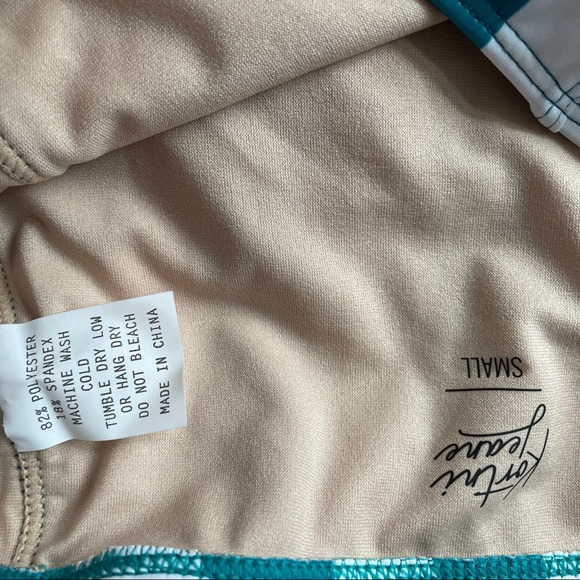 82% POLYESTER
18% SPANDEX
MACHINE WASH
COLD
TUMBLE DRY LOW
OR HANG DRY
DO NOT BLEACH
MADE IN CHINA
Kortni
Jeane
SMALL